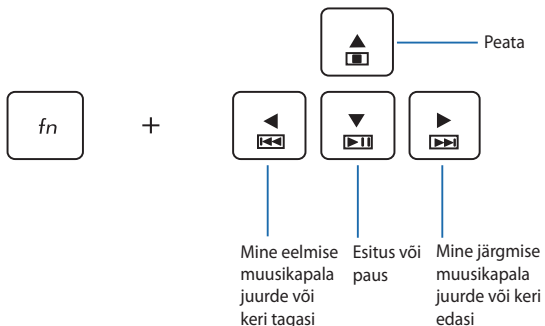 Peata
fn
+
Mine eelmise
muusikapala
juurde või
keri tagasi
Esitus või
paus
Mine järgmise
muusikapala
juurde või keri
edasi